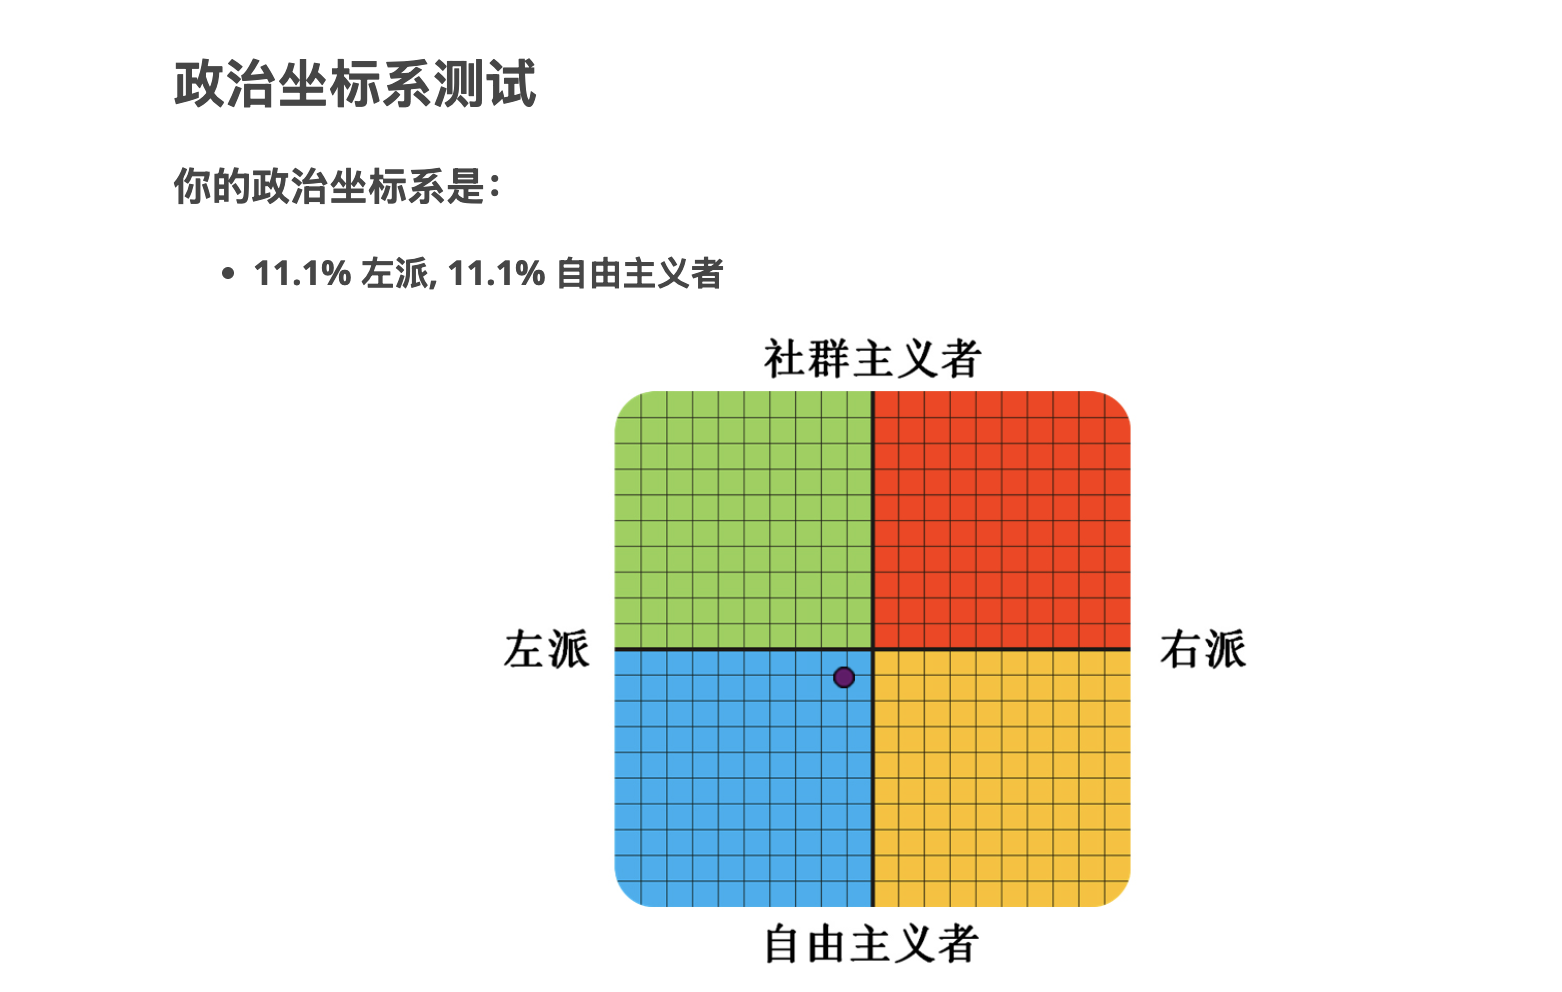 政治坐标系测试
你的政治坐标系是：
11.1% 左派, 11.1% 自由主义者
社群主义者
左派
右派
自由主义者